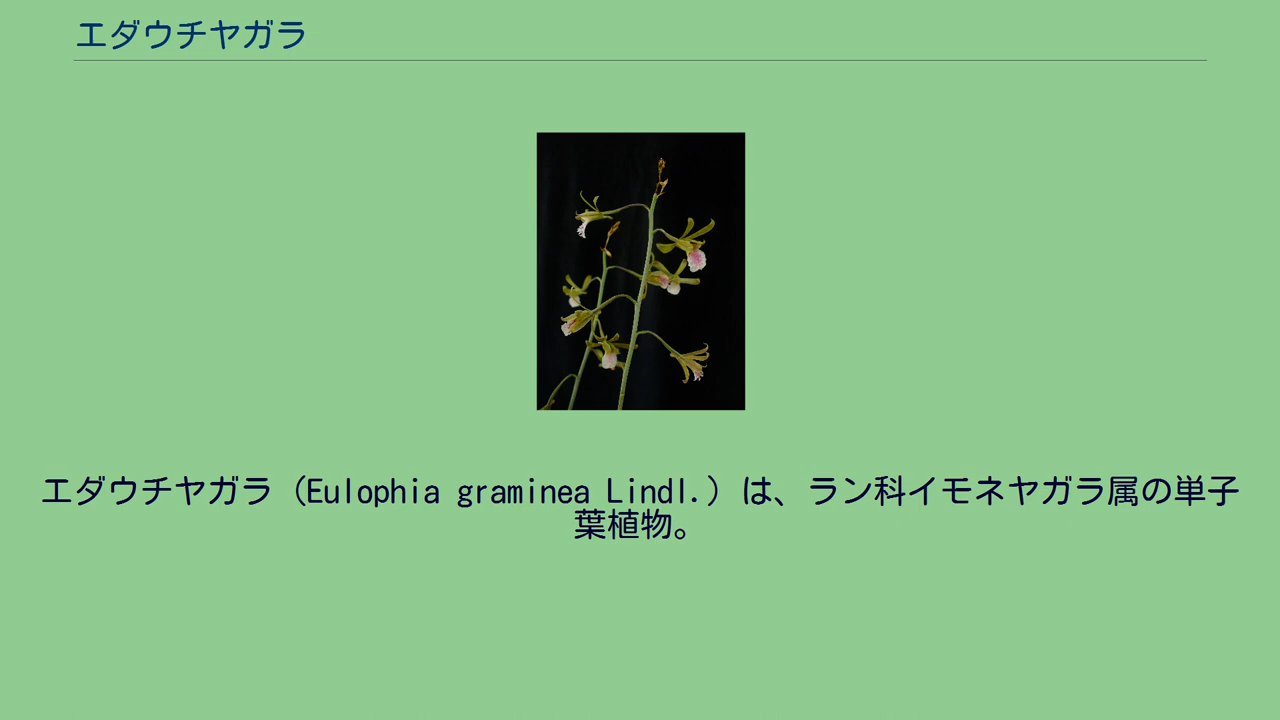 エダウチヤガラ
エダウチヤガラ（Eulophia graminea Lindl.）は、ラン科イモネヤガラ属の単子
葉植物。